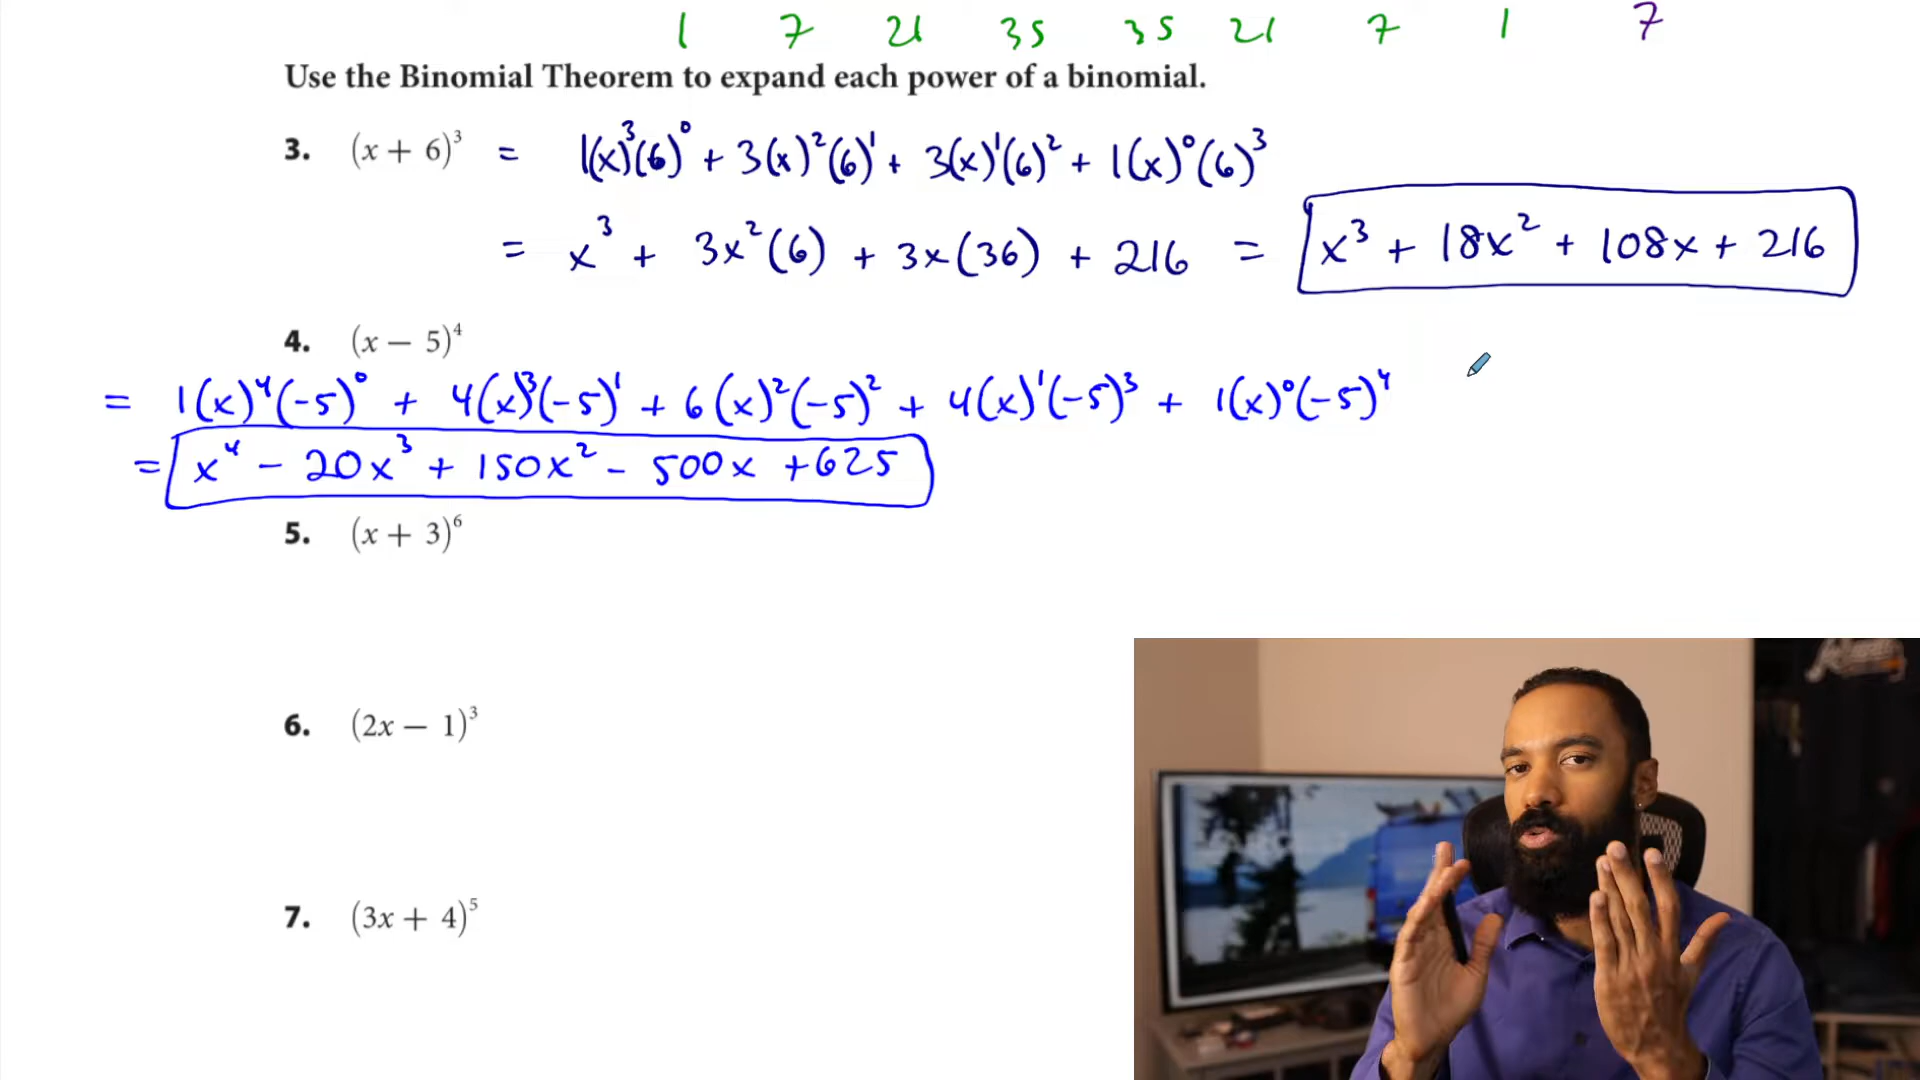 1 7 21 35 35 21 7 1 7
Use the Binomial Theorem to expand each power of a binomial.
3. (x + 6)³ = 1(x)³(6)⁰ + 3(x)²(6)¹ + 3(x)¹(6)² + 1(x)⁰(6)³
= x³ + 3x²(6) + 3x(36) + 216 = x³ + 18x² + 108x + 216
4. (x − 5)⁴
= 1(x)⁴(−5)⁰ + 4(x)³(−5)¹ + 6(x)²(−5)² + 4(x)¹(−5)³ + 1(x)⁰(−5)⁴
= x⁴ − 20x³ + 150x² − 500x + 625
5. (x + 3)⁶
6. (2x − 1)³
7. (3x + 4)⁵